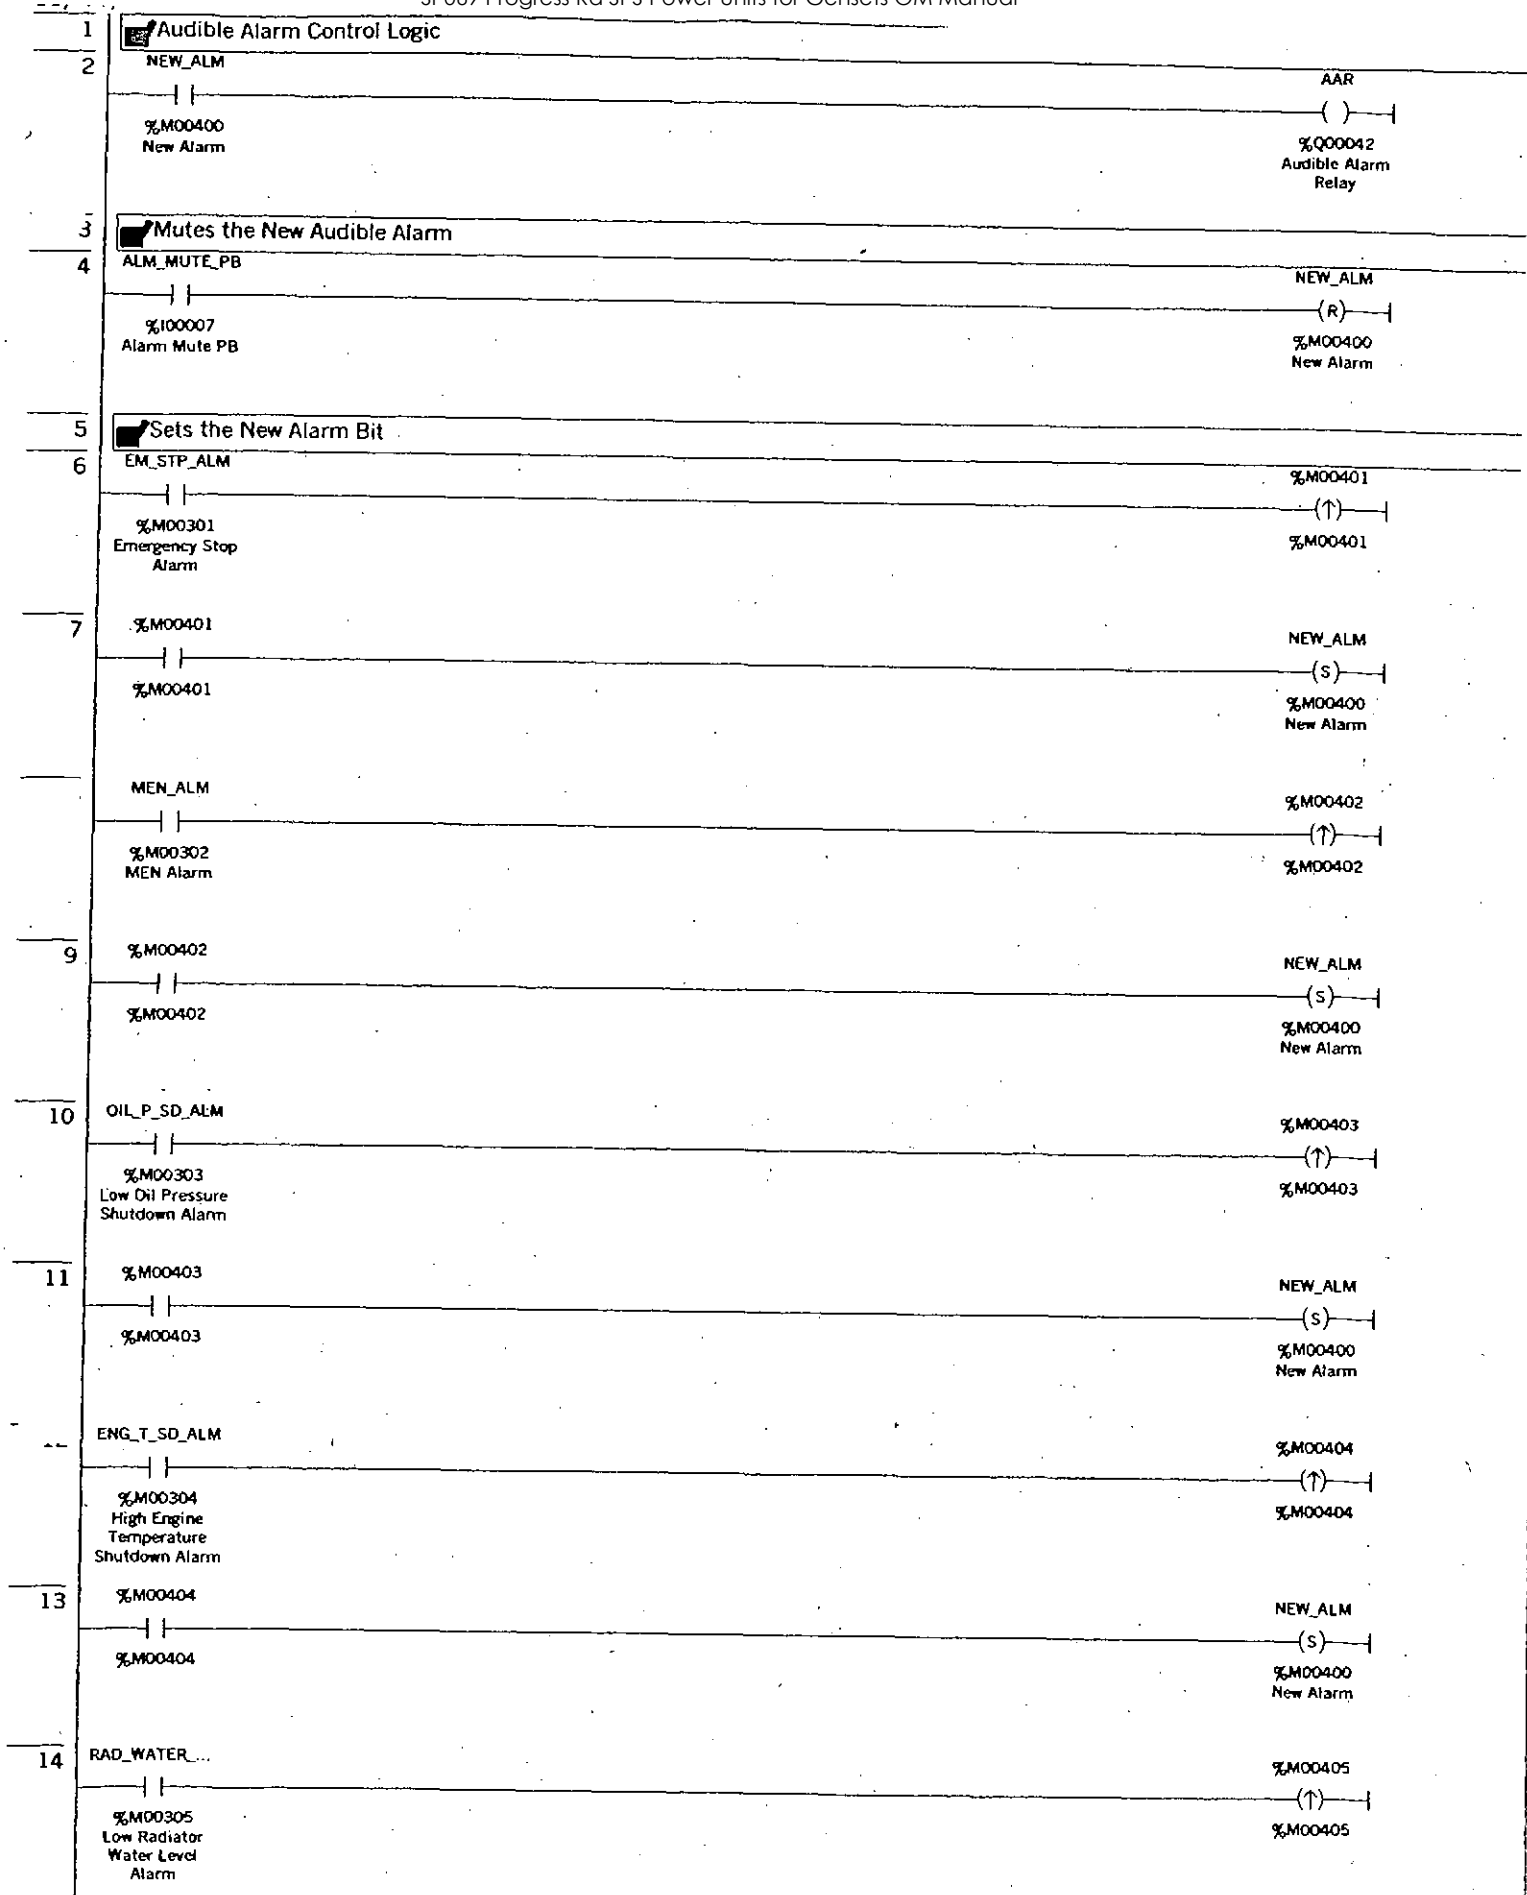 SP089 Progress Rd SPS Power Units for Gensets OM Manual
1 Audible Alarm Control Logic
2 NEW_ALM
AAR
%M00400
New Alarm
%Q00042
Audible Alarm
Relay
3 Mutes the New Audible Alarm
4 ALM_MUTE_PB
NEW_ALM
(R)
%I00007
Alarm Mute PB
%M00400
New Alarm
5 Sets the New Alarm Bit
6 EM_STP_ALM
%M00401
(↑)
%M00301
Emergency Stop
Alarm
%M00401
7 %M00401
NEW_ALM
(S)
%M00401
%M00400
New Alarm
MEN_ALM
%M00402
(↑)
%M00302
MEN Alarm
%M00402
9 %M00402
NEW_ALM
(S)
%M00402
%M00400
New Alarm
10 OIL_P_SD_ALM
%M00403
(↑)
%M00303
Low Oil Pressure
Shutdown Alarm
%M00403
11 %M00403
NEW_ALM
(S)
%M00403
%M00400
New Alarm
ENG_T_SD_ALM
%M00404
(↑)
%M00304
High Engine
Temperature
Shutdown Alarm
%M00404
13 %M00404
NEW_ALM
(S)
%M00404
%M00400
New Alarm
14 RAD_WATER_...
%M00405
(↑)
%M00305
Low Radiator
Water Level
Alarm
%M00405